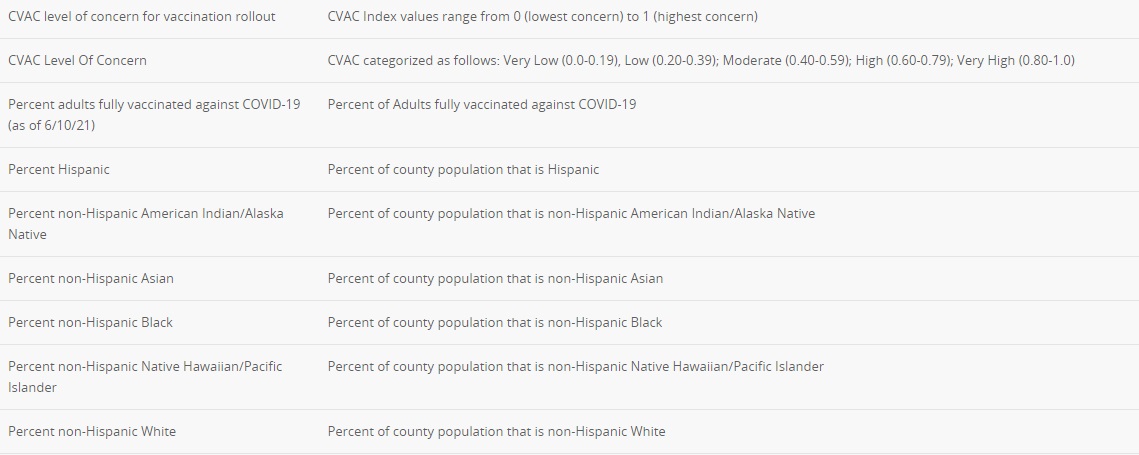 CVAC level of concern for vaccination rollout CVAC Index values range from 0 (lowest concern) to 1 (highest concern)
CVAC Level Of Concern CVAC categorized as follows: Very Low (0.0-0.19), Low (0.20-0.39); Moderate (0.40-0.59); High (0.60-0.79); Very High (0.80-1.0)
Percent adults fully vaccinated against COVID-19 Percent of Adults fully vaccinated against COVID-19
(as of 6/10/21)
Percent Hispanic Percent of county population that is Hispanic
Percent non-Hispanic American Indian/Alaska Percent of county population that is non-Hispanic American Indian/Alaska Native
Native
Percent non-Hispanic Asian Percent of county population that is non-Hispanic Asian
Percent non-Hispanic Black Percent of county population that is non-Hispanic Black
Percent non-Hispanic Native Hawaiian/Pacific Percent of county population that is non-Hispanic Native Hawaiian/Pacific Islander
Islander
Percent non-Hispanic White Percent of county population that is non-Hispanic White